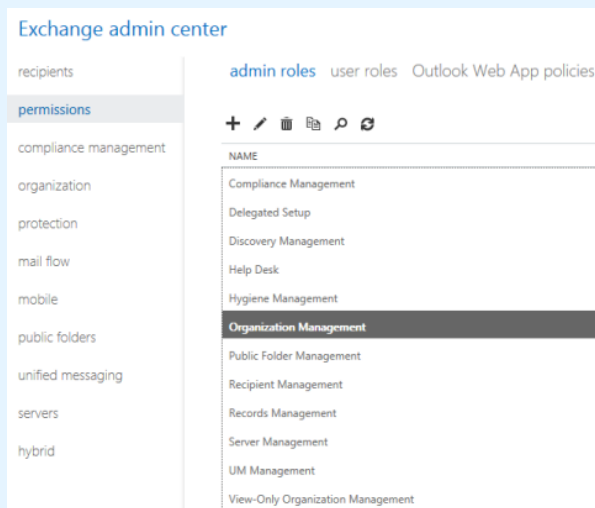 Exchange admin center
recipients
permissions
compliance management
organization
protection
mail flow
mobile
public folders
unified messaging
servers
hybrid
admin roles user roles Outlook Web App policies
NAME
Compliance Management
Delegated Setup
Discovery Management
Help Desk
Hygiene Management
Organization Management
Public Folder Management
Recipient Management
Records Management
Server Management
UM Management
View-Only Organization Management